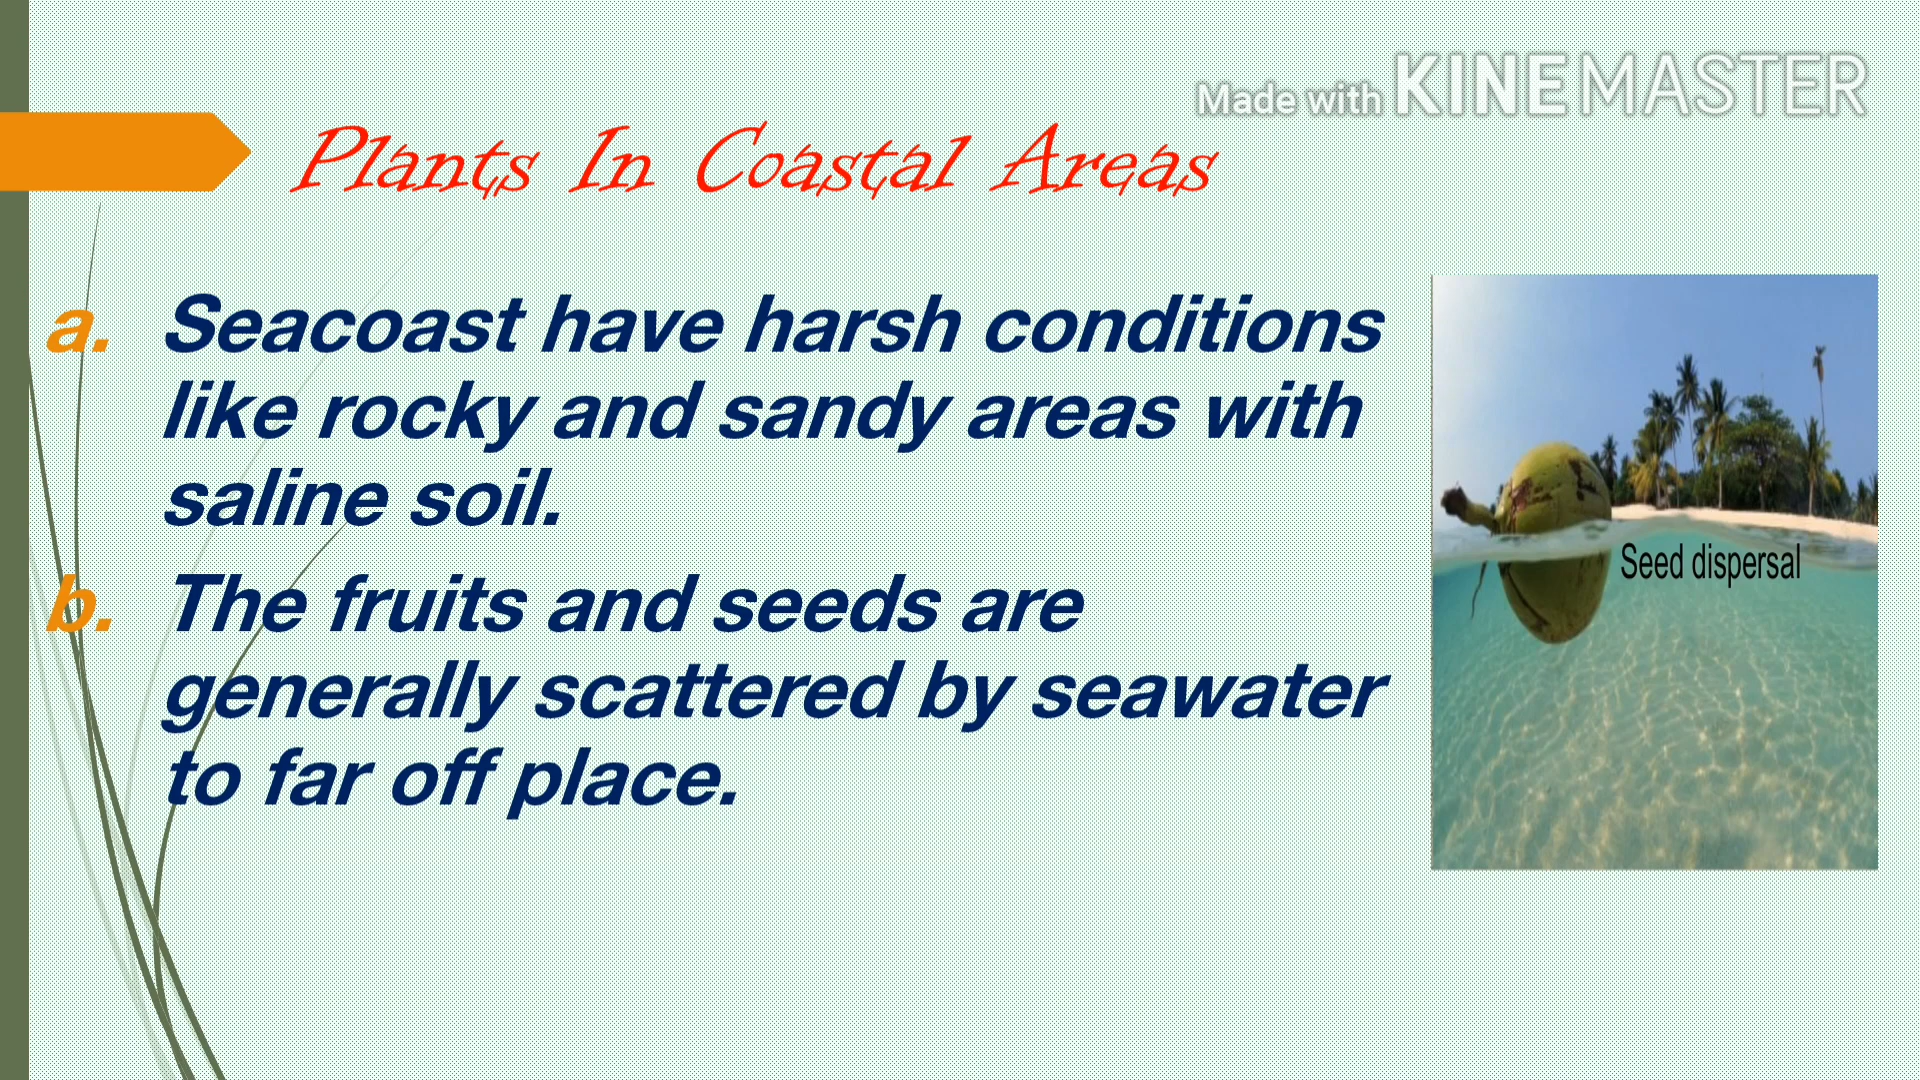 Made with KINEMASTER
Plants In Coastal Areas
a. Seacoast have harsh conditions
like rocky and sandy areas with
saline soil.
b. The fruits and seeds are
generally scattered by seawater
to far off place.
Seed dispersal